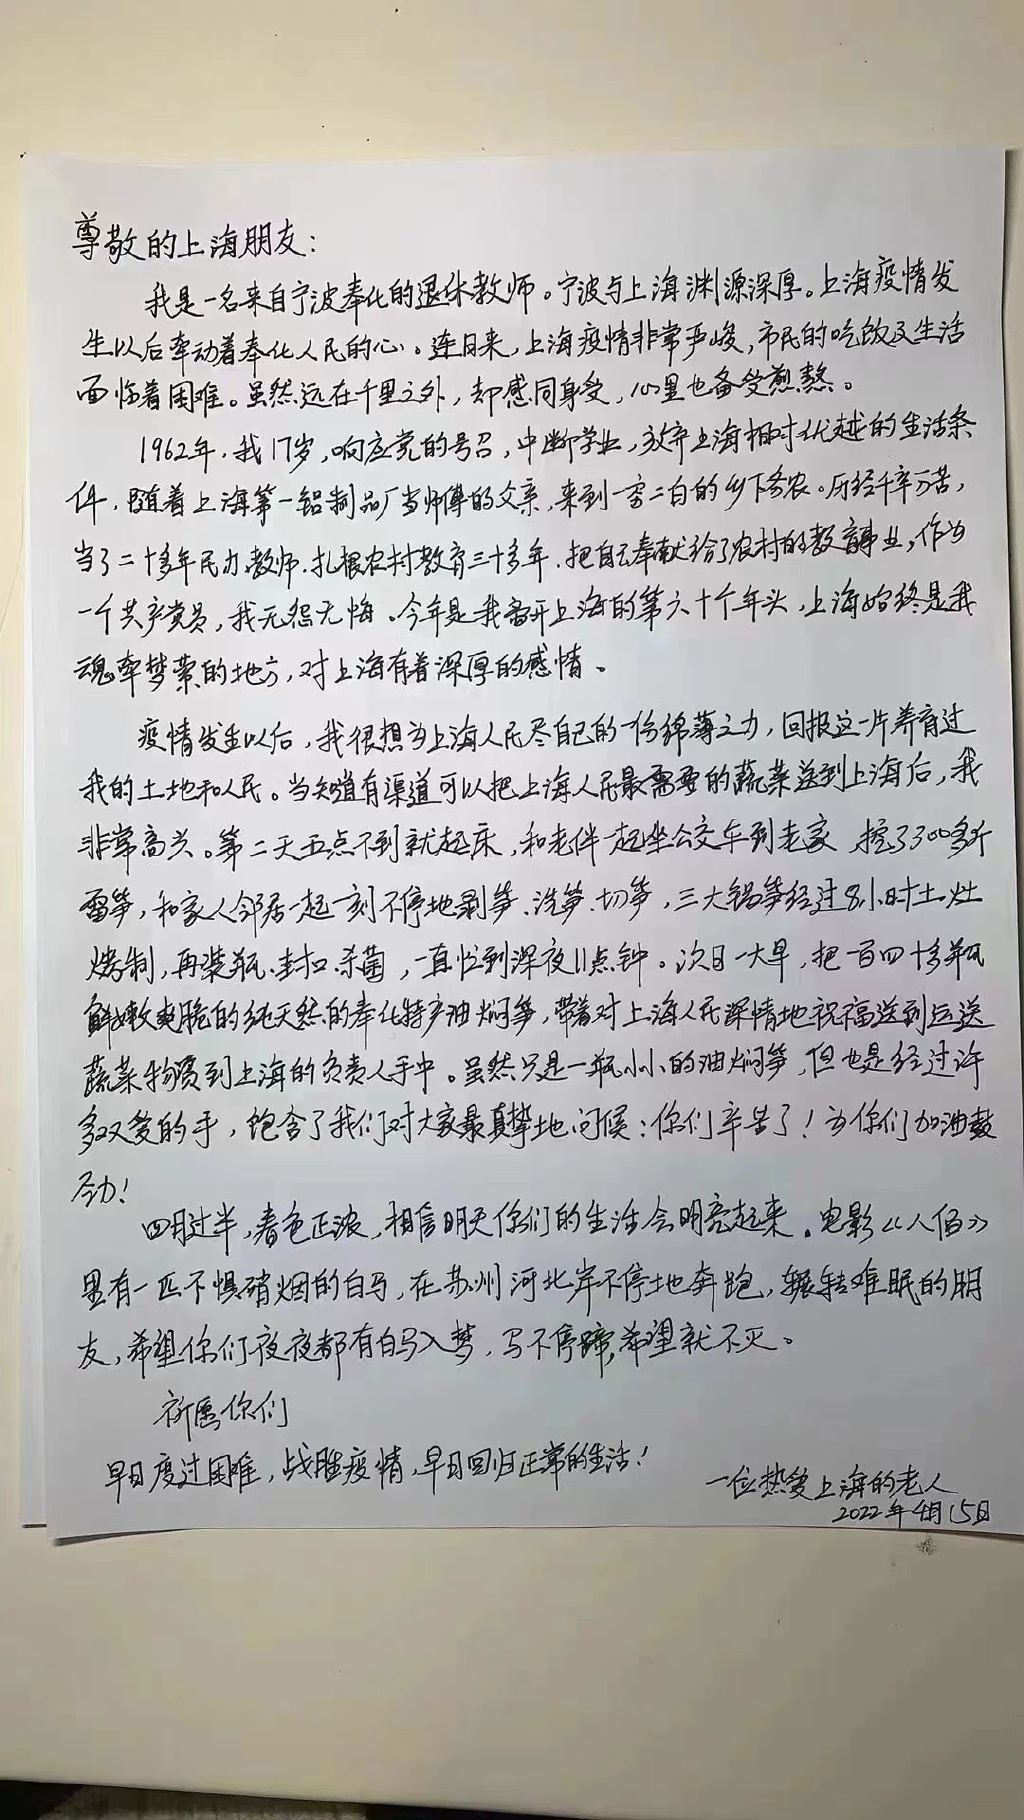 尊敬的上海朋友：
我是一名来自宁波奉化的退休教师。宁波与上海渊源深厚。上海疫情发
生以后牵动着奉化人民的心。连日来，上海疫情非常严峻，市民的吃饭及生活
面临着困难。虽然远在千里之外，却感同身受，心里也备受煎熬。
1962年，我17岁，响应党的号召，中断学业，放弃上海相对优越的生活条
件，随着上海第一铝制品厂当师傅的父亲，来到一穷二白的乡下务农。历经千辛万苦，
当了二十多年民办教师，扎根农村教育三十多年，把自己奉献给了农村的教育事业，作为
一个共产党员，我无怨无悔。今年是我离开上海的第六十个年头，上海始终是我
魂牵梦萦的地方，对上海有着深厚的感情。
疫情发生以后，我很想为上海人民尽自己的一份绵薄之力，回报这一片养育过
我的土地和人民。当知道有渠道可以把上海人民最需要的蔬菜送到上海后，我
非常高兴。第二天五点不到就起床，和老伴一起坐公交车到老家，挖了300多斤
雷笋，和家人邻居一起一刻不停地剥笋、洗笋、切笋，三大锅笋经过8小时土灶
烤制，再装瓶、封口、杀菌，一直忙到深夜11点钟。次日一大早，把一百四十多瓶
鲜嫩爽脆的纯天然的奉化特产油焖笋，带着对上海人民深情地祝福送到运送
蔬菜物资到上海的负责人手中。虽然只是一瓶小小的油焖笋，但也是经过许
多双爱的手，饱含了我们对大家最真挚地问候：你们辛苦了！为你们加油鼓
劲！
四月过半，春色正浓，相信明天你们的生活会明亮起来。电影《八佰》
里有一匹不惧硝烟的白马，在苏州河北岸不停地奔跑，辗转难眠的朋
友，希望你们夜夜都有白马入梦，马不停蹄，希望就不灭。
祈愿你们
早日度过困难，战胜疫情，早日回归正常的生活！
一位热爱上海的老人
2022年4月15日